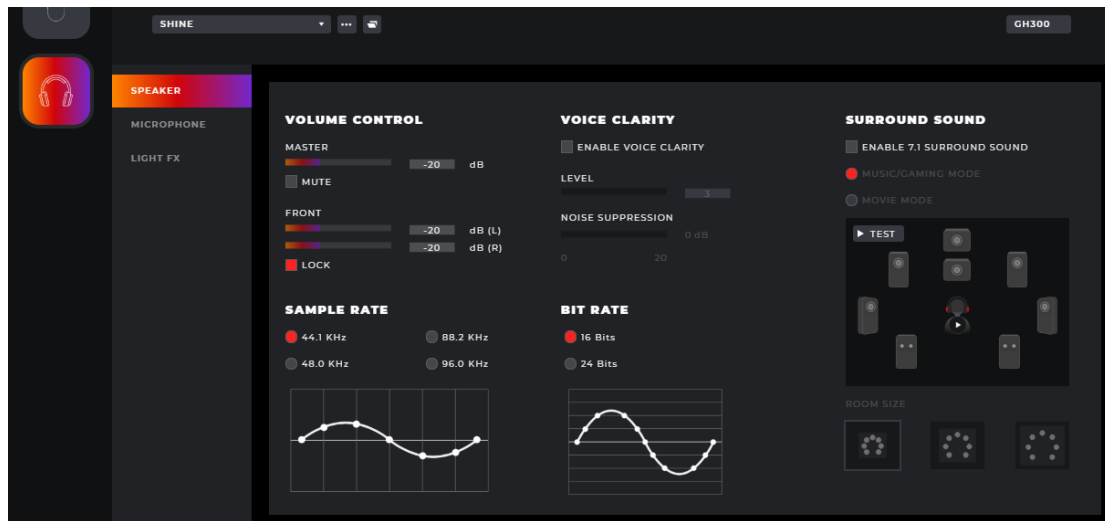 SHINE
GH300
SPEAKER
MICROPHONE
LIGHT FX
VOLUME CONTROL
MASTER
-20 dB
MUTE
FRONT
-20 dB (L)
-20 dB (R)
LOCK
SAMPLE RATE
44.1 KHz 88.2 KHz
48.0 KHz 96.0 KHz
VOICE CLARITY
ENABLE VOICE CLARITY
LEVEL
3
NOISE SUPPRESSION
0 dB
0 20
BIT RATE
16 Bits
24 Bits
SURROUND SOUND
ENABLE 7.1 SURROUND SOUND
MUSIC/GAMING MODE
MOVIE MODE
TEST
ROOM SIZE